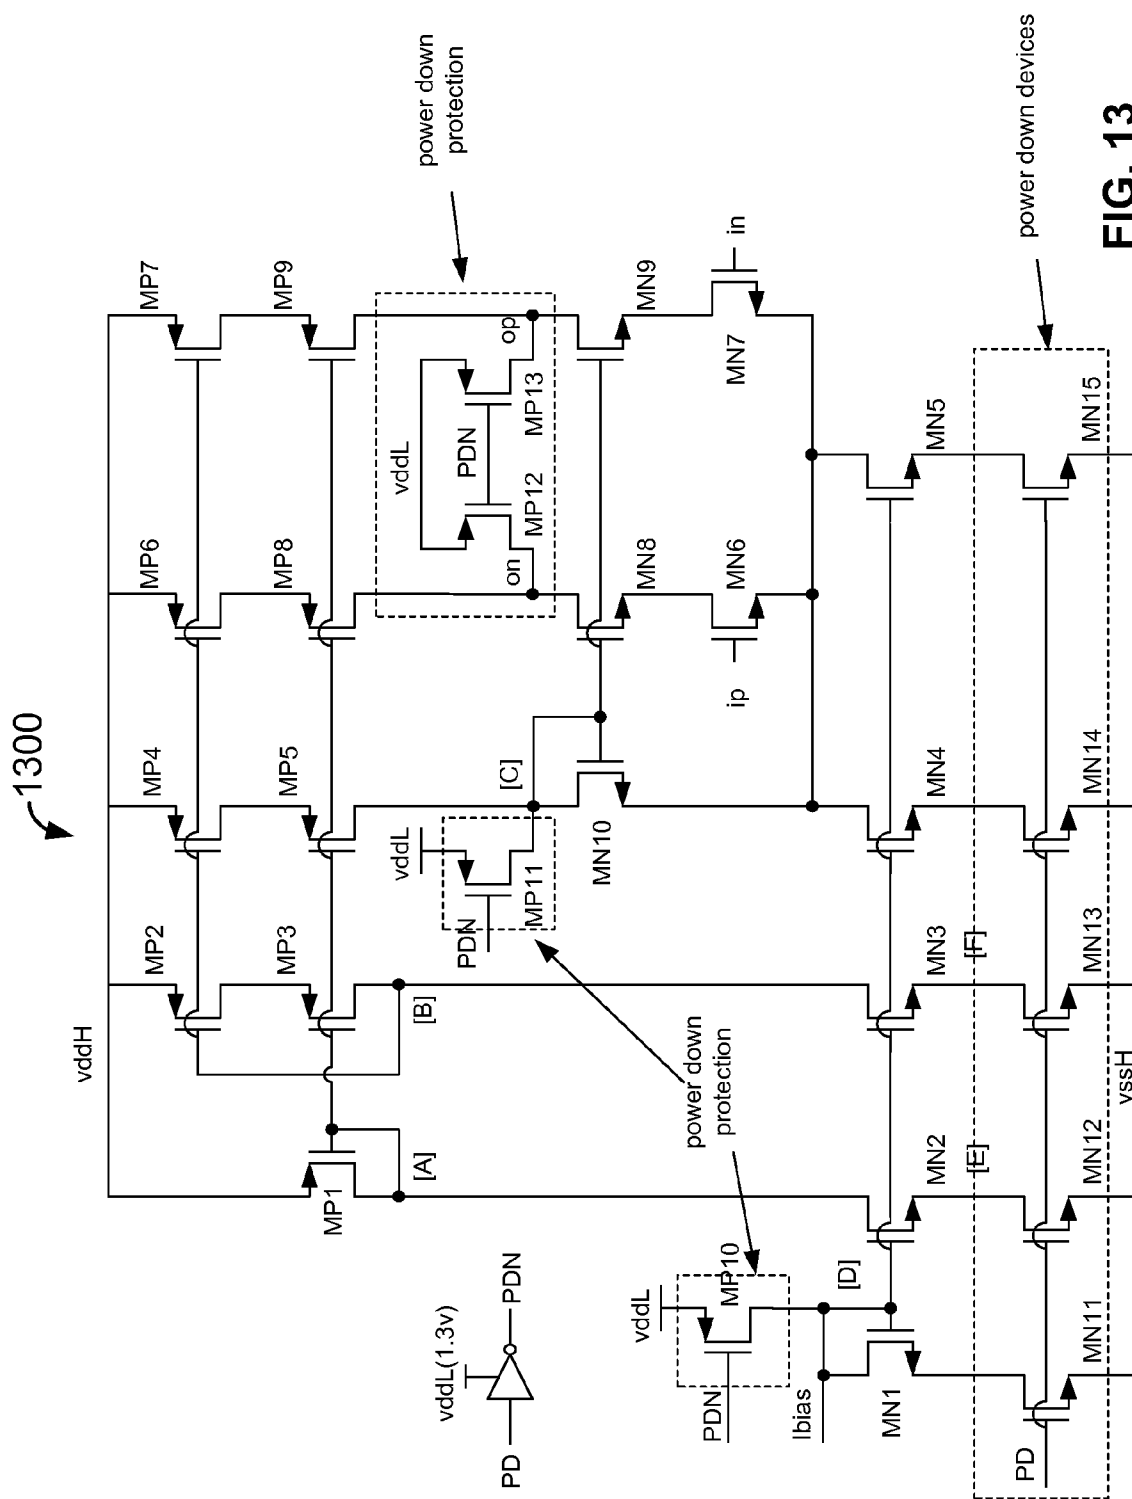 1300
vddH
MP2
MP4
MP6
MP7
MP1
MP3
MP5
MP8
MP9
[A]
[B]
power down
protection
vddL
PDN
MP12
MP13
on
op
vddL
PDN
MP11
[C]
MN10
MN8
MN9
ip
MN6
MN7
in
vddL(1.3v)
PD
PDN
power down
protection
vddL
PDN
MP10
[D]
Ibias
MN1
MN2
MN3
MN4
MN5
[E]
[F]
PD
MN11
MN12
MN13
MN14
MN15
vssH
power down devices
FIG. 13